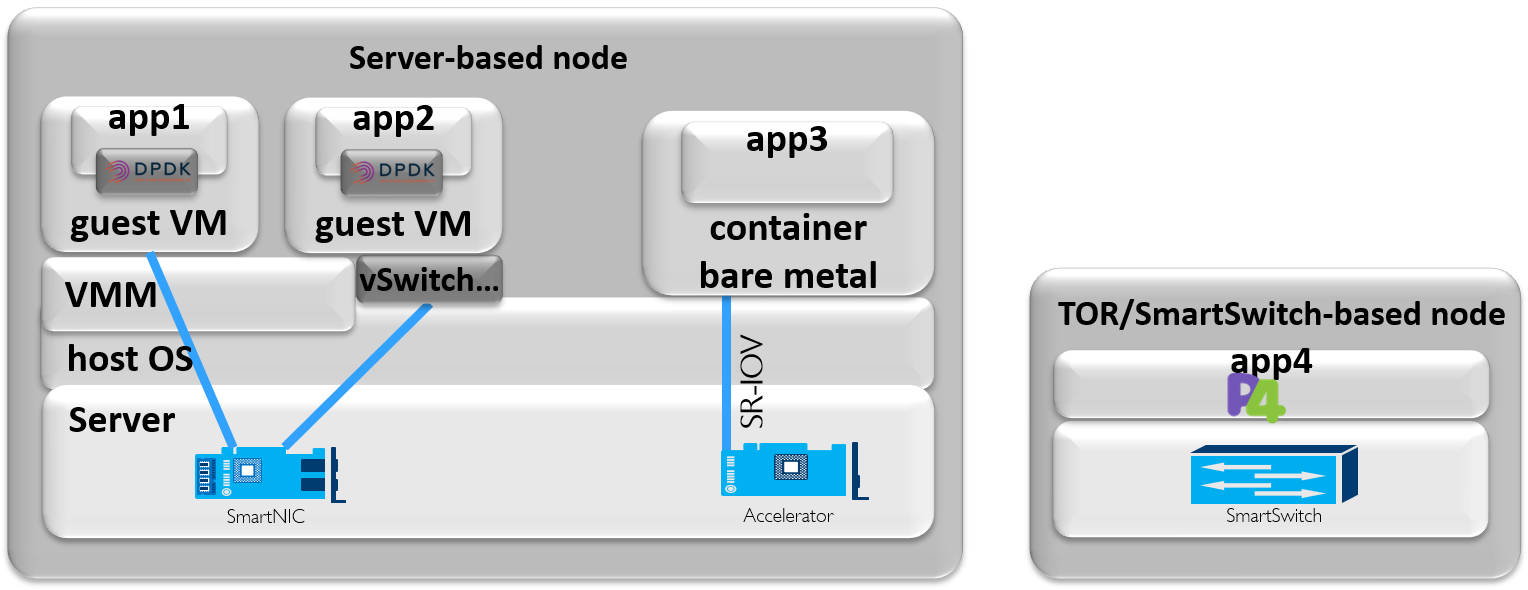 Server-based node
app1
DPDK
guest VM
app2
DPDK
guest VM
app3
container
bare metal
VMM
vSwitch...
host OS
SR-IOV
Server
SmartNIC
Accelerator
TOR/SmartSwitch-based node
app4
P4
SmartSwitch